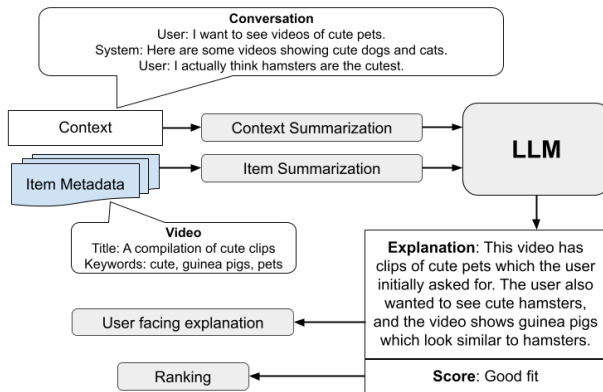 Conversation
User: I want to see videos of cute pets.
System: Here are some videos showing cute dogs and cats.
User: I actually think hamsters are the cutest.
Context
Context Summarization
LLM
Item Metadata
Item Summarization
Video
Title: A compilation of cute clips
Keywords: cute, guinea pigs, pets
Explanation: This video has
clips of cute pets which the user
initially asked for. The user also
wanted to see cute hamsters,
and the video shows guinea pigs
which look similar to hamsters.
User facing explanation
Score: Good fit
Ranking